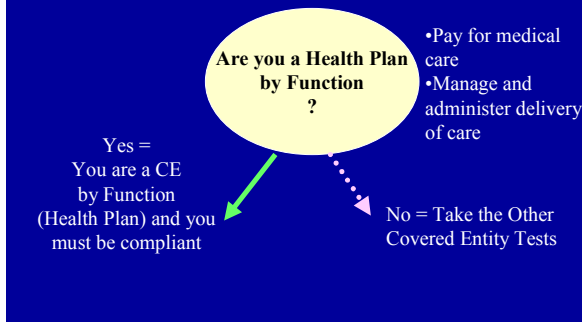 Are you a Health Plan
by Function
?
•Pay for medical
care
•Manage and
administer delivery
of care
Yes =
You are a CE
by Function
(Health Plan) and you
must be compliant
No = Take the Other
Covered Entity Tests